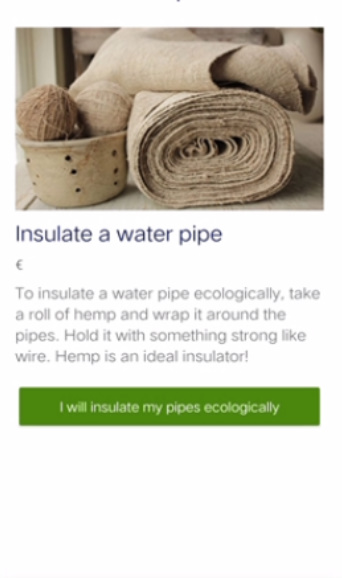 Insulate a water pipe
€
To insulate a water pipe ecologically, take
a roll of hemp and wrap it around the
pipes. Hold it with something strong like
wire. Hemp is an ideal insulator!
I will insulate my pipes ecologically